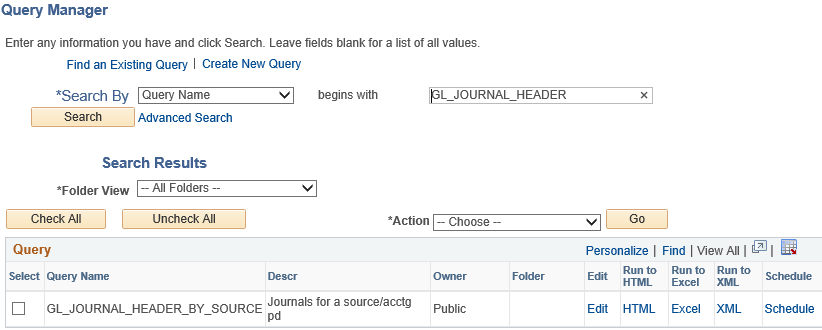 Query Manager
Enter any information you have and click Search. Leave fields blank for a list of all values.
Find an Existing Query | Create New Query
*Search By Query Name begins with GL_JOURNAL_HEADER ×
Search Advanced Search
Search Results
*Folder View -- All Folders --
Check All Uncheck All *Action -- Choose -- Go
Query Personalize | Find | View All | |
Select Query Name Descr Owner Folder Edit Run to HTML Run to Excel Run to XML Schedule
GL_JOURNAL_HEADER_BY_SOURCE Journals for a source/acctg pd Public Edit HTML Excel XML Schedule